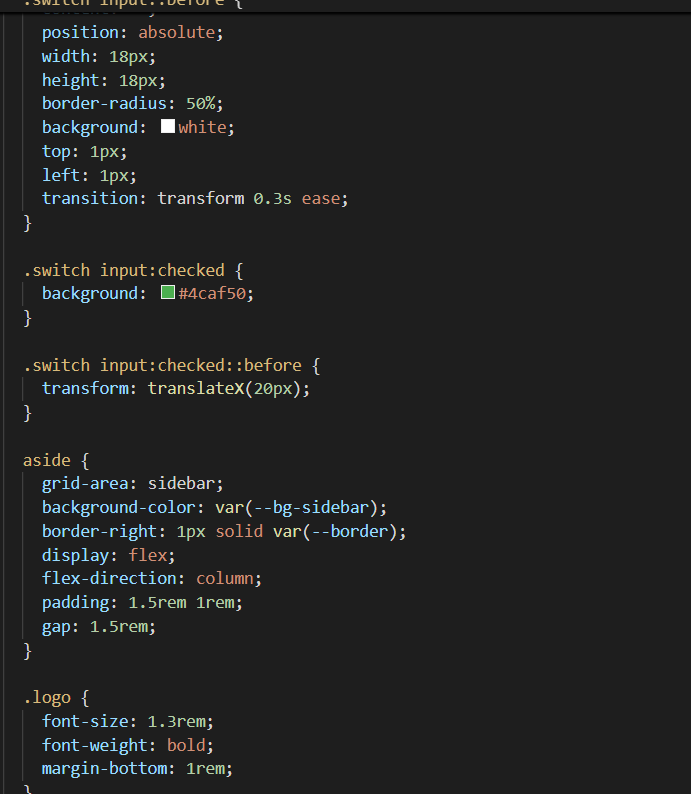 .switch input::before {
position: absolute;
width: 18px;
height: 18px;
border-radius: 50%;
background: white;
top: 1px;
left: 1px;
transition: transform 0.3s ease;
}
.switch input:checked {
background: #4caf50;
}
.switch input:checked::before {
transform: translateX(20px);
}
aside {
grid-area: sidebar;
background-color: var(--bg-sidebar);
border-right: 1px solid var(--border);
display: flex;
flex-direction: column;
padding: 1.5rem 1rem;
gap: 1.5rem;
}
.logo {
font-size: 1.3rem;
font-weight: bold;
margin-bottom: 1rem;
}